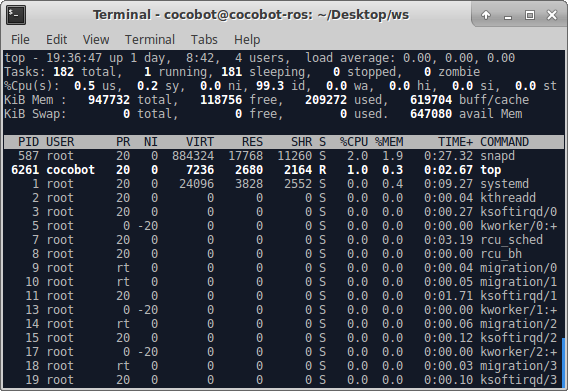 Terminal - cocobot@cocobot-ros: ~/Desktop/ws
File Edit View Terminal Tabs Help
top - 19:36:47 up 1 day,  8:42,  4 users,  load average: 0.00, 0.00, 0.00
Tasks: 182 total,   1 running, 181 sleeping,   0 stopped,   0 zombie
%Cpu(s):  0.5 us,  0.2 sy,  0.0 ni, 99.3 id,  0.0 wa,  0.0 hi,  0.0 si,  0.0 st
KiB Mem :   947732 total,   118756 free,   209272 used,   619704 buff/cache
KiB Swap:        0 total,        0 free,        0 used.   647080 avail Mem
PID USER      PR  NI    VIRT    RES    SHR S  %CPU %MEM     TIME+ COMMAND
587 root      20   0  884324  17768  11260 S   2.0  1.9   0:27.32 snapd
6261 cocobot   20   0    7236   2680   2164 R   1.0  0.3   0:02.67 top
1 root      20   0   24096   3828   2552 S   0.0  0.4   0:09.27 systemd
2 root      20   0       0      0      0 S   0.0  0.0   0:00.04 kthreadd
3 root      20   0       0      0      0 S   0.0  0.0   0:00.27 ksoftirqd/0
5 root       0 -20       0      0      0 S   0.0  0.0   0:00.00 kworker/0:+
7 root      20   0       0      0      0 S   0.0  0.0   0:03.19 rcu_sched
8 root      20   0       0      0      0 S   0.0  0.0   0:00.00 rcu_bh
9 root      rt   0       0      0      0 S   0.0  0.0   0:00.04 migration/0
10 root      rt   0       0      0      0 S   0.0  0.0   0:00.05 migration/1
11 root      20   0       0      0      0 S   0.0  0.0   0:01.71 ksoftirqd/1
13 root       0 -20       0      0      0 S   0.0  0.0   0:00.00 kworker/1:+
14 root      rt   0       0      0      0 S   0.0  0.0   0:00.06 migration/2
15 root      20   0       0      0      0 S   0.0  0.0   0:00.12 ksoftirqd/2
17 root       0 -20       0      0      0 S   0.0  0.0   0:00.00 kworker/2:+
18 root      rt   0       0      0      0 S   0.0  0.0   0:00.03 migration/3
19 root      20   0       0      0      0 S   0.0  0.0   0:00.10 ksoftirqd/3